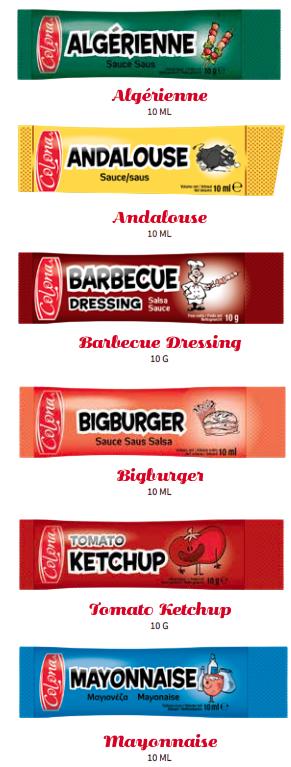 Colona
ALGÉRIENNE
Sauce Saus
10 g
Algérienne
10 ML
Colona
ANDALOUSE
Sauce/saus
10 ml e
Andalouse
10 ML
Colona
BARBECUE
DRESSING Salsa
Sauce
10 g
Barbecue Dressing
10 G
Colona
BIGBURGER
Sauce Saus Salsa
10 ml
Bigburger
10 ML
Colona
TOMATO
KETCHUP
10 g e
Tomato Ketchup
10 G
Colona
MAYONNAISE
Μαγιονέζα Mayonesa
10 ml e
Mayonnaise
10 ML